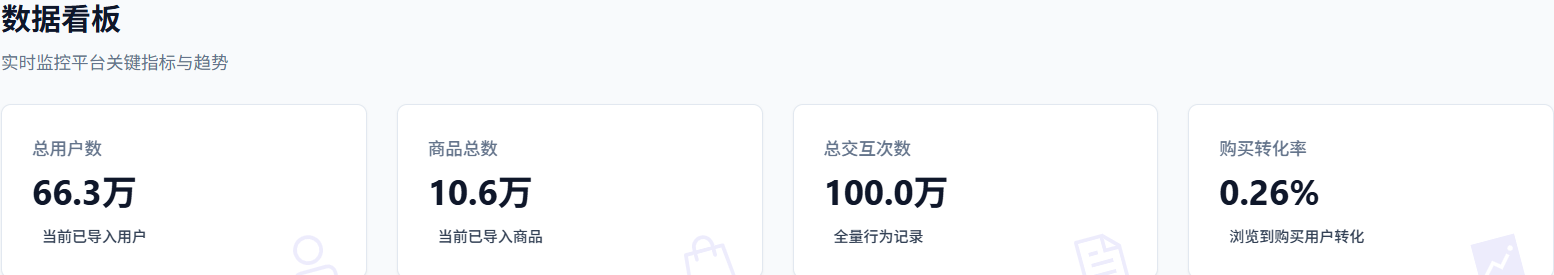 数据看板
实时监控平台关键指标与趋势
总用户数
66.3万
当前已导入用户
商品总数
10.6万
当前已导入商品
总交互次数
100.0万
全量行为记录
购买转化率
0.26%
浏览到购买用户转化